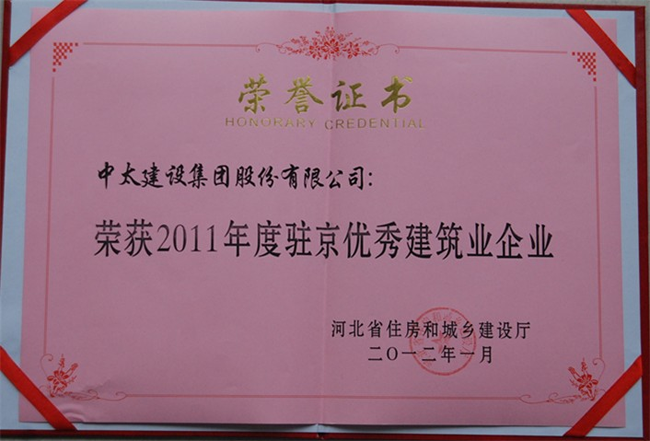 荣誉证书
HONORARY CREDENTIAL
中太建设集团股份有限公司：
荣获2011年度驻京优秀建筑业企业
河北省住房和城乡建设厅
二〇一二年一月